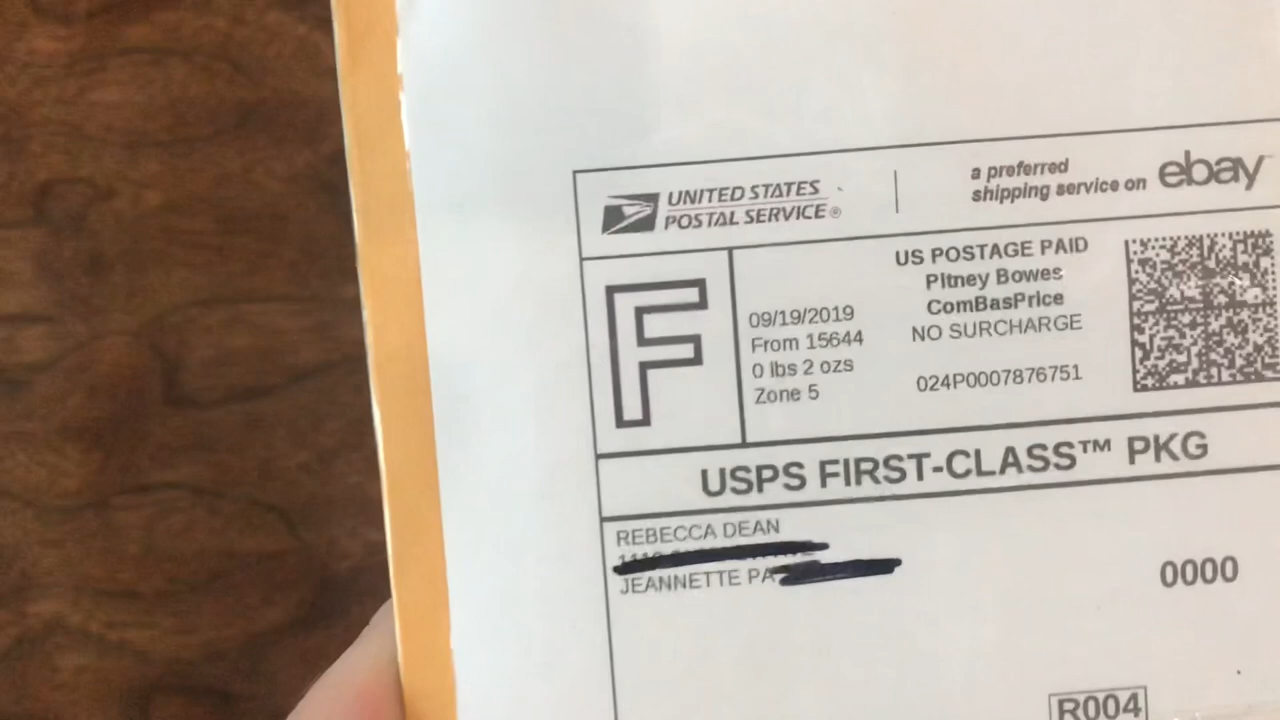 UNITED STATES
POSTAL SERVICE®
a preferred
shipping service on ebay
F
09/19/2019
From 15644
0 lbs 2 ozs
Zone 5
US POSTAGE PAID
Pitney Bowes
ComBasPrice
NO SURCHARGE
024P0007876751
USPS FIRST-CLASS™ PKG
REBECCA DEAN
JEANNETTE PA
0000
R004